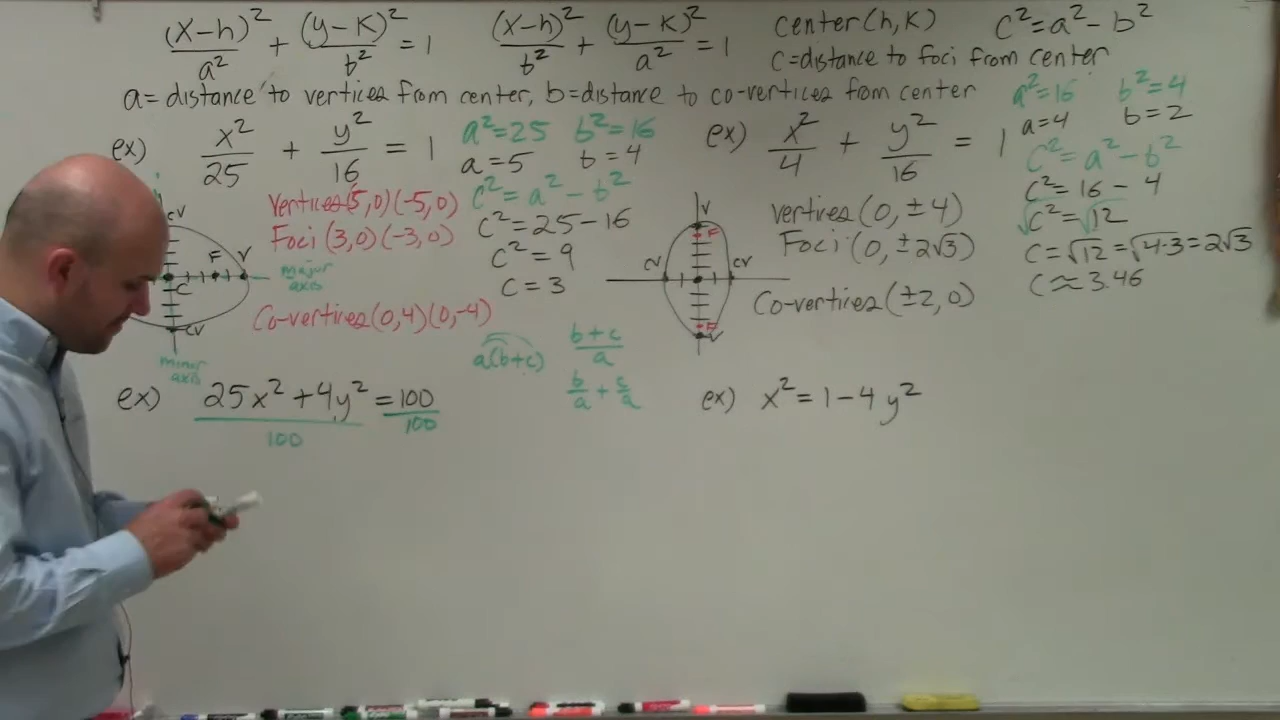 (x-h)²/a² + (y-k)²/b² = 1   (x-h)²/b² + (y-k)²/a² = 1   center(h,k)   c²=a²-b²
c=distance to foci from center
a= distance to vertices from center, b=distance to co-vertices from center
ex) x²/25 + y²/16 = 1
a²=25 b²=16
a=5 b=4
c²=a²-b²
c²=25-16
c²=9
c=3
Vertices(5,0)(-5,0)
Foci(3,0)(-3,0)
Co-vertices(0,4)(0,-4)
CV
F V
C
CV
major axis
minor axis
ex) x²/4 + y²/16 = 1
a²=16 b²=4
a=4 b=2
c²=a²-b²
c²=16-4
√c²=√12
c=√12=√4·3=2√3
c≈3.46
vertices(0,±4)
Foci(0,±2√3)
Co-vertices(±2,0)
V
F
CV CV
F
V
ex) 25x²+4y²=100
100 100
a(b+c)
(b+c)/a
b/a + c/a
ex) x²=1-4y²